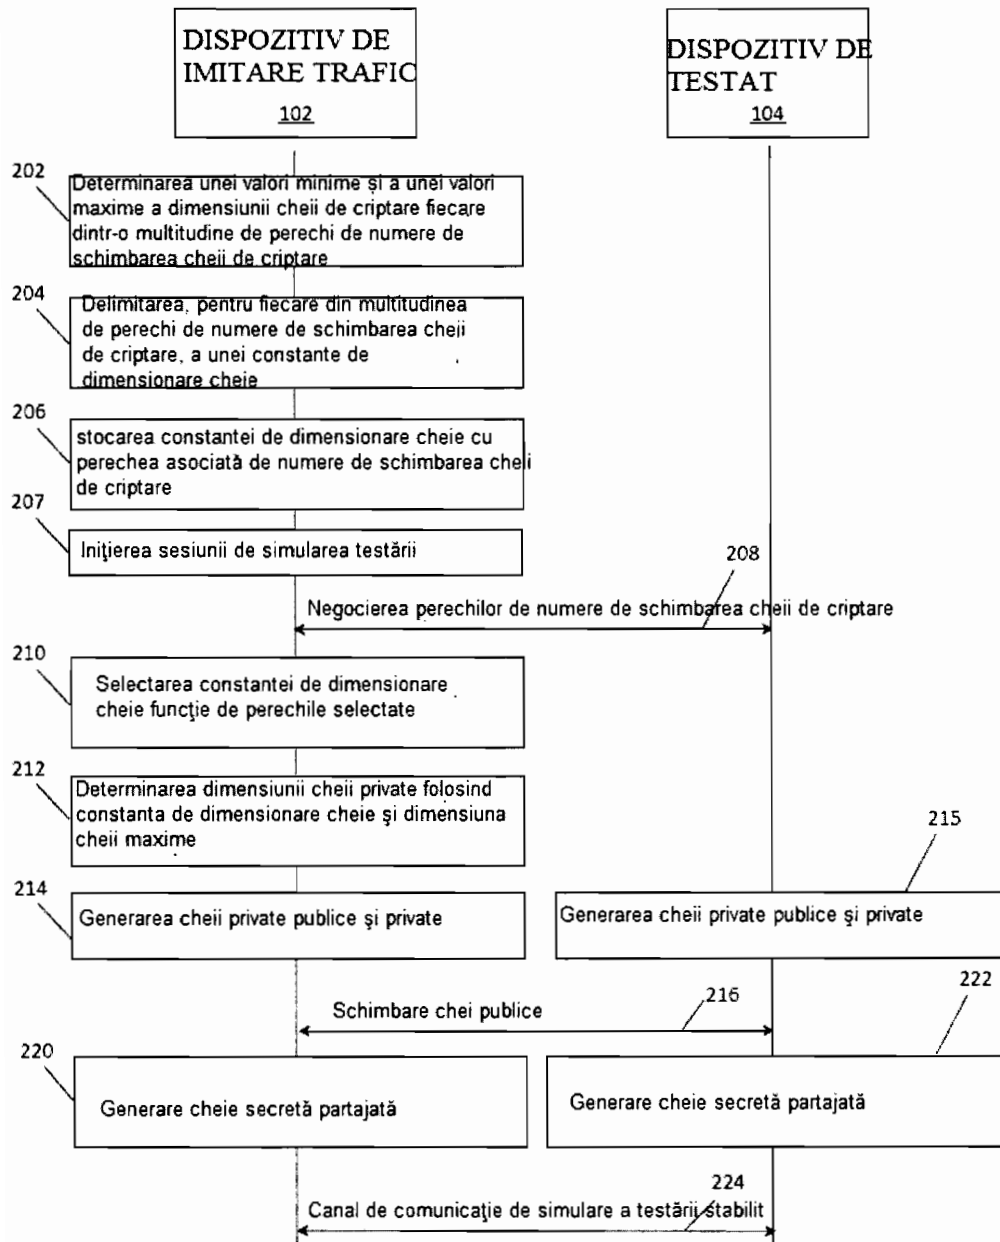 DISPOZITIV DE
IMITARE TRAFIC
102
DISPOZITIV DE
TESTAT
104
202
Determinarea unei valori minime și a unei valori
maxime a dimensiunii cheii de criptare fiecare
dintr-o multitudine de perechi de numere de
schimbarea cheii de criptare
204
Delimitarea, pentru fiecare din multitudinea
de perechi de numere de schimbarea cheii
de criptare, a unei constante de
dimensionare cheie
206
stocarea constantei de dimensionare cheie cu
perechea asociată de numere de schimbarea cheii
de criptare
207
Iniţierea sesiunii de simularea testării
208
Negocierea perechilor de numere de schimbarea cheii de criptare
210
Selectarea constantei de dimensionare
cheie funcţie de perechile selectate
212
Determinarea dimensiunii cheii private folosind
constanta de dimensionare cheie şi dimensiuna
cheii maxime
215
214
Generarea cheii private publice şi private
Generarea cheii private publice şi private
216
Schimbare chei publice
222
220
Generare cheie secretă partajată
Generare cheie secretă partajată
224
Canal de comunicaţie de simulare a testării stabilit